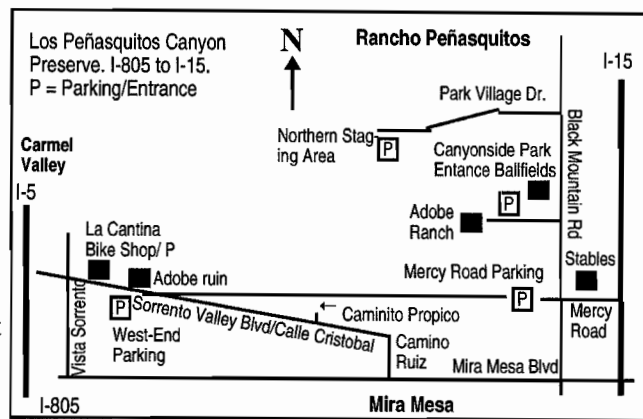 Los Peñasquitos Canyon
Preserve. I-805 to I-15.
P = Parking/Entrance
N
Rancho Peñasquitos
I-15
Park Village Dr.
Northern Stag-
ing Area
P
Black Mountain Rd
Canyonside Park
Entance Ballfields
P
Carmel
Valley
I-5
Adobe
Ranch
La Cantina
Bike Shop/ P
Adobe ruin
Stables
Mercy Road Parking
P
Vista Sorrento
P
West-End
Parking
Sorrento Valley Blvd/Calle Cristobal
← Caminito Propico
Mercy
Road
Camino
Ruiz
Mira Mesa Blvd
I-805
Mira Mesa